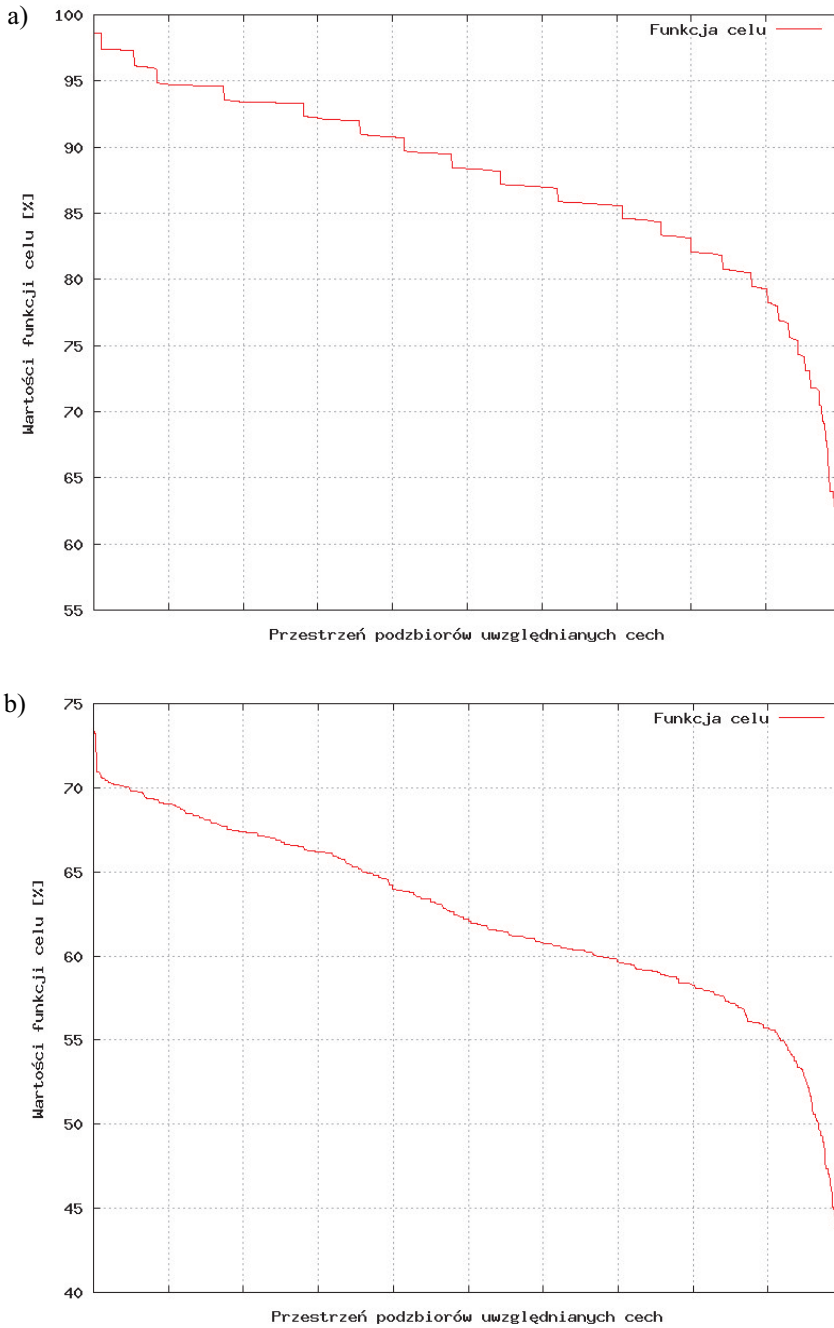 a)
100
Funkcja celu
95
90
85
80
75
70
65
60
55
Wartości funkcji celu [%]
Przestrzeń podzbiorów uwzględnianych cech
b)
75
Funkcja celu
70
65
60
55
50
45
40
Wartości funkcji celu [%]
Przestrzeń podzbiorów uwzględnianych cech